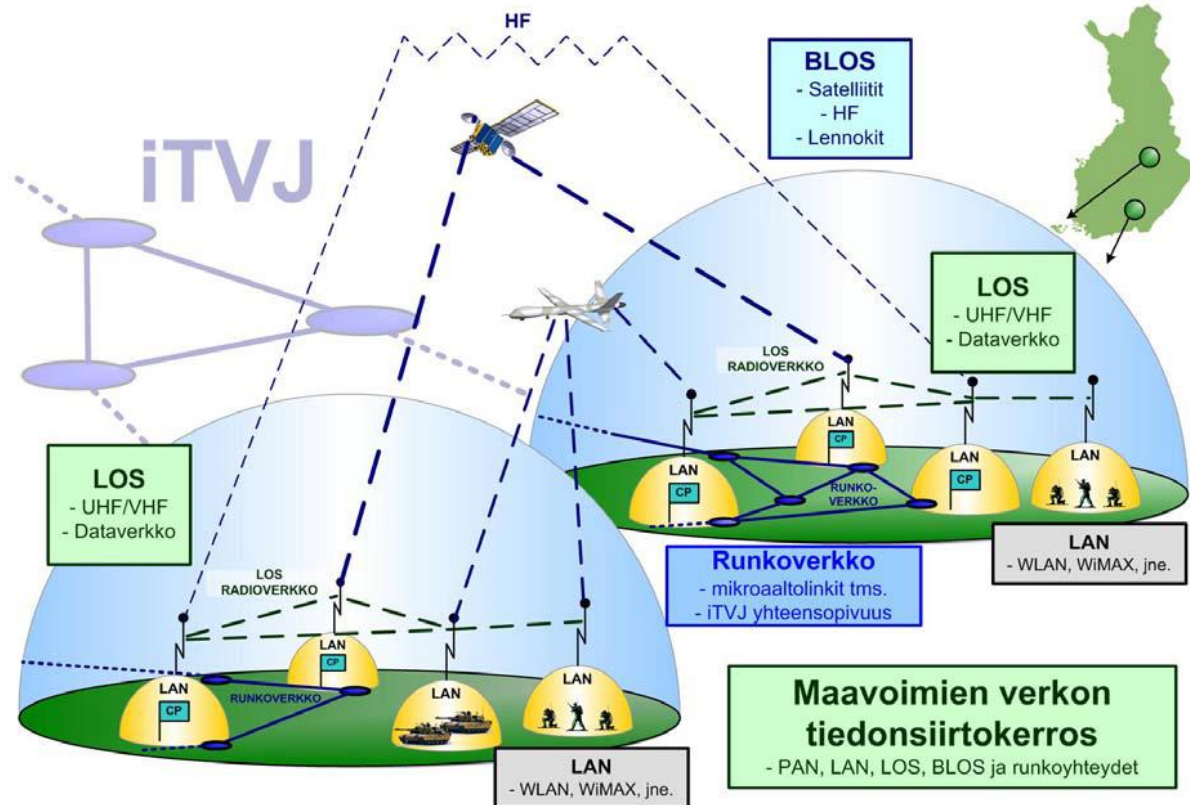 HF
BLOS
- Satelliitit
- HF
- Lennokit
iTVJ
LOS
- UHF/VHF
- Dataverkko
LOS
RADIOVERKKO
LAN
CP
LAN
CP
LAN
CP
LAN
RUNKO-
VERKKO
LOS
- UHF/VHF
- Dataverkko
LAN
- WLAN, WiMAX, jne.
Runkoverkko
- mikroaaltolinkit tms.
- iTVJ yhteensopivuus
LOS
RADIOVERKKO
LAN
CP
LAN
CP
LAN
LAN
RUNKOVERKKO
LAN
- WLAN, WiMAX, jne.
Maavoimien verkon
tiedonsiirtokerros
- PAN, LAN, LOS, BLOS ja runkoyhteydet